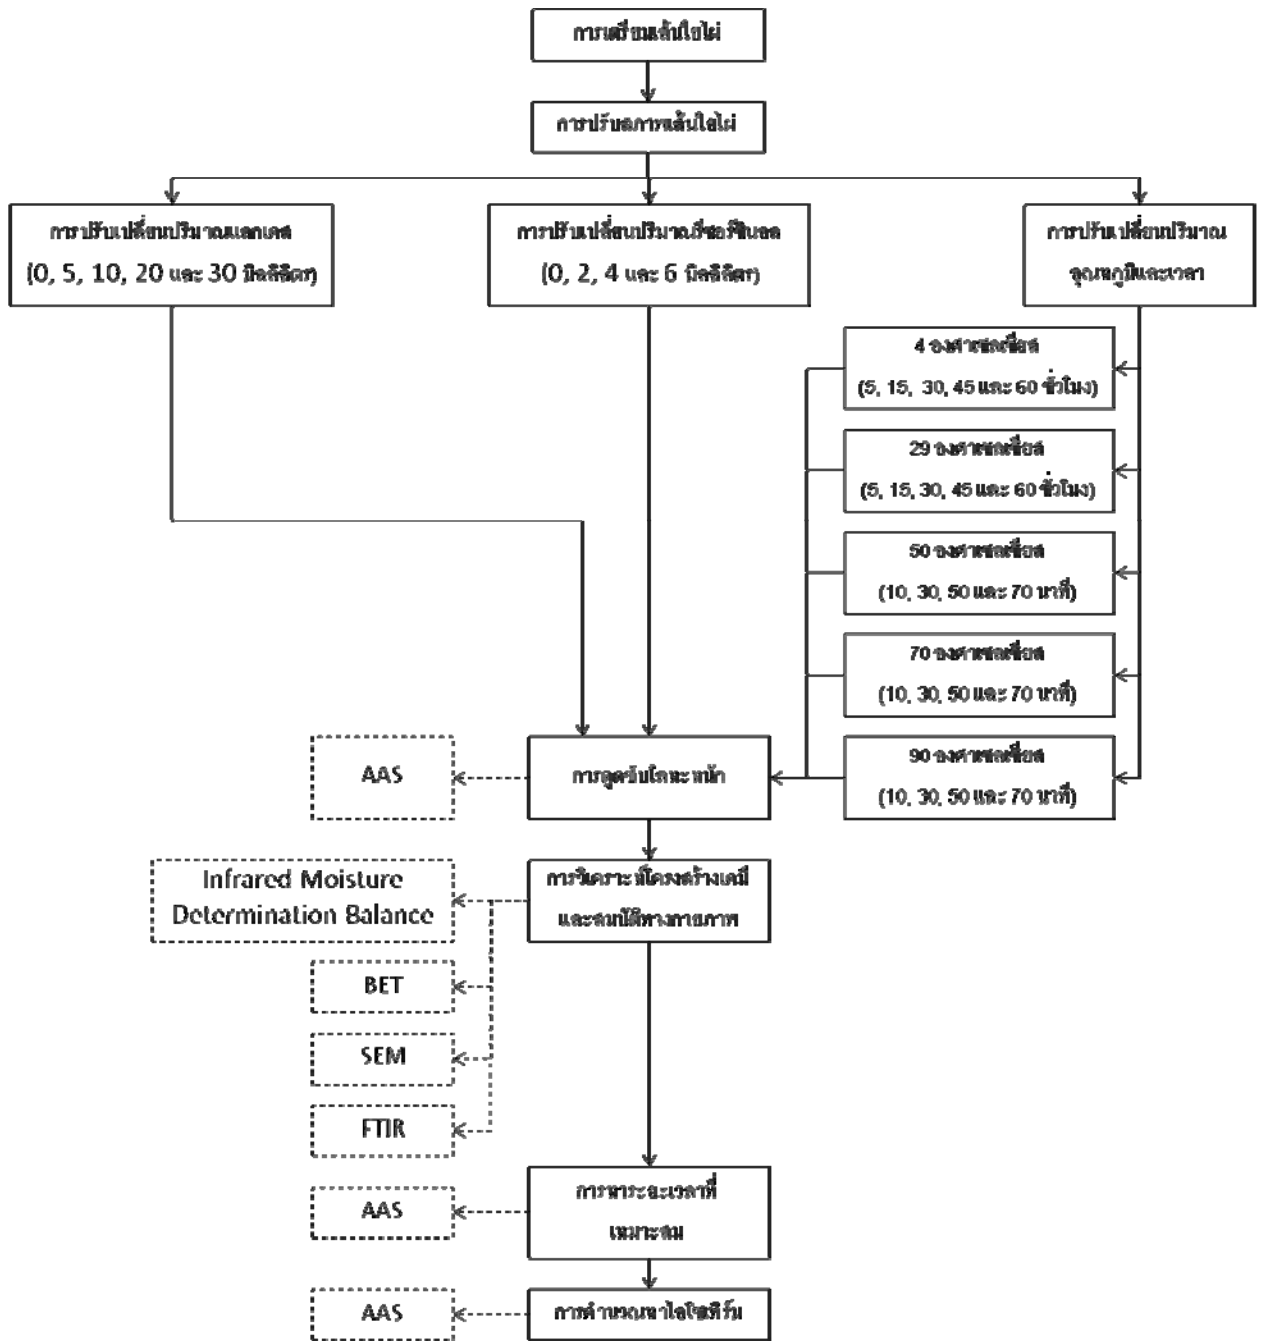 การเตรียมเส้นใยไผ่
การปรับสภาพเส้นใยไผ่
การปรับเปลี่ยนปริมาณแลกเคส
(0, 5, 10, 20 และ 30 มิลลิลิตร)
การปรับเปลี่ยนปริมาณรีซอร์ซินอล
(0, 2, 4 และ 6 มิลลิลิตร)
การปรับเปลี่ยนปริมาณ
อุณหภูมิและเวลา
4 องศาเซลเซียส
(5, 15, 30, 45 และ 60 ชั่วโมง)
29 องศาเซลเซียส
(5, 15, 30, 45 และ 60 ชั่วโมง)
50 องศาเซลเซียส
(10, 30, 50 และ 70 นาที)
70 องศาเซลเซียส
(10, 30, 50 และ 70 นาที)
90 องศาเซลเซียส
(10, 30, 50 และ 70 นาที)
AAS
การดูดซับโลหะหนัก
Infrared Moisture
Determination Balance
การวิเคราะห์โครงสร้างเคมี
และสมบัติทางกายภาพ
BET
SEM
FTIR
การหาระยะเวลาที่
เหมาะสม
AAS
การคำนวณหาไอโซเทิร์ม
AAS